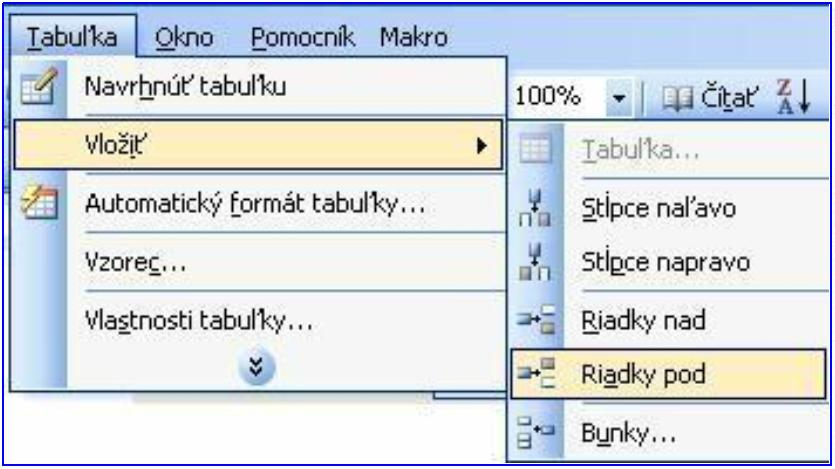 Tabuľka Okno Pomocník Makro
Navrhnúť tabuľku
Vložiť
Automatický formát tabuľky...
Vzorec...
Vlastnosti tabuľky...
100% Čítať
Tabuľka...
Stĺpce naľavo
Stĺpce napravo
Riadky nad
Riadky pod
Bunky...